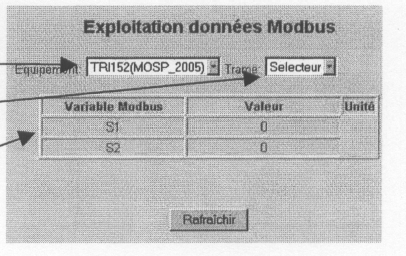 Exploitation données Modbus
Equipement: TRI152(MOSP_2005) Trame: Selecteur
Variable Modbus Valeur Unité
S1 0
S2 0
Rafraîchir